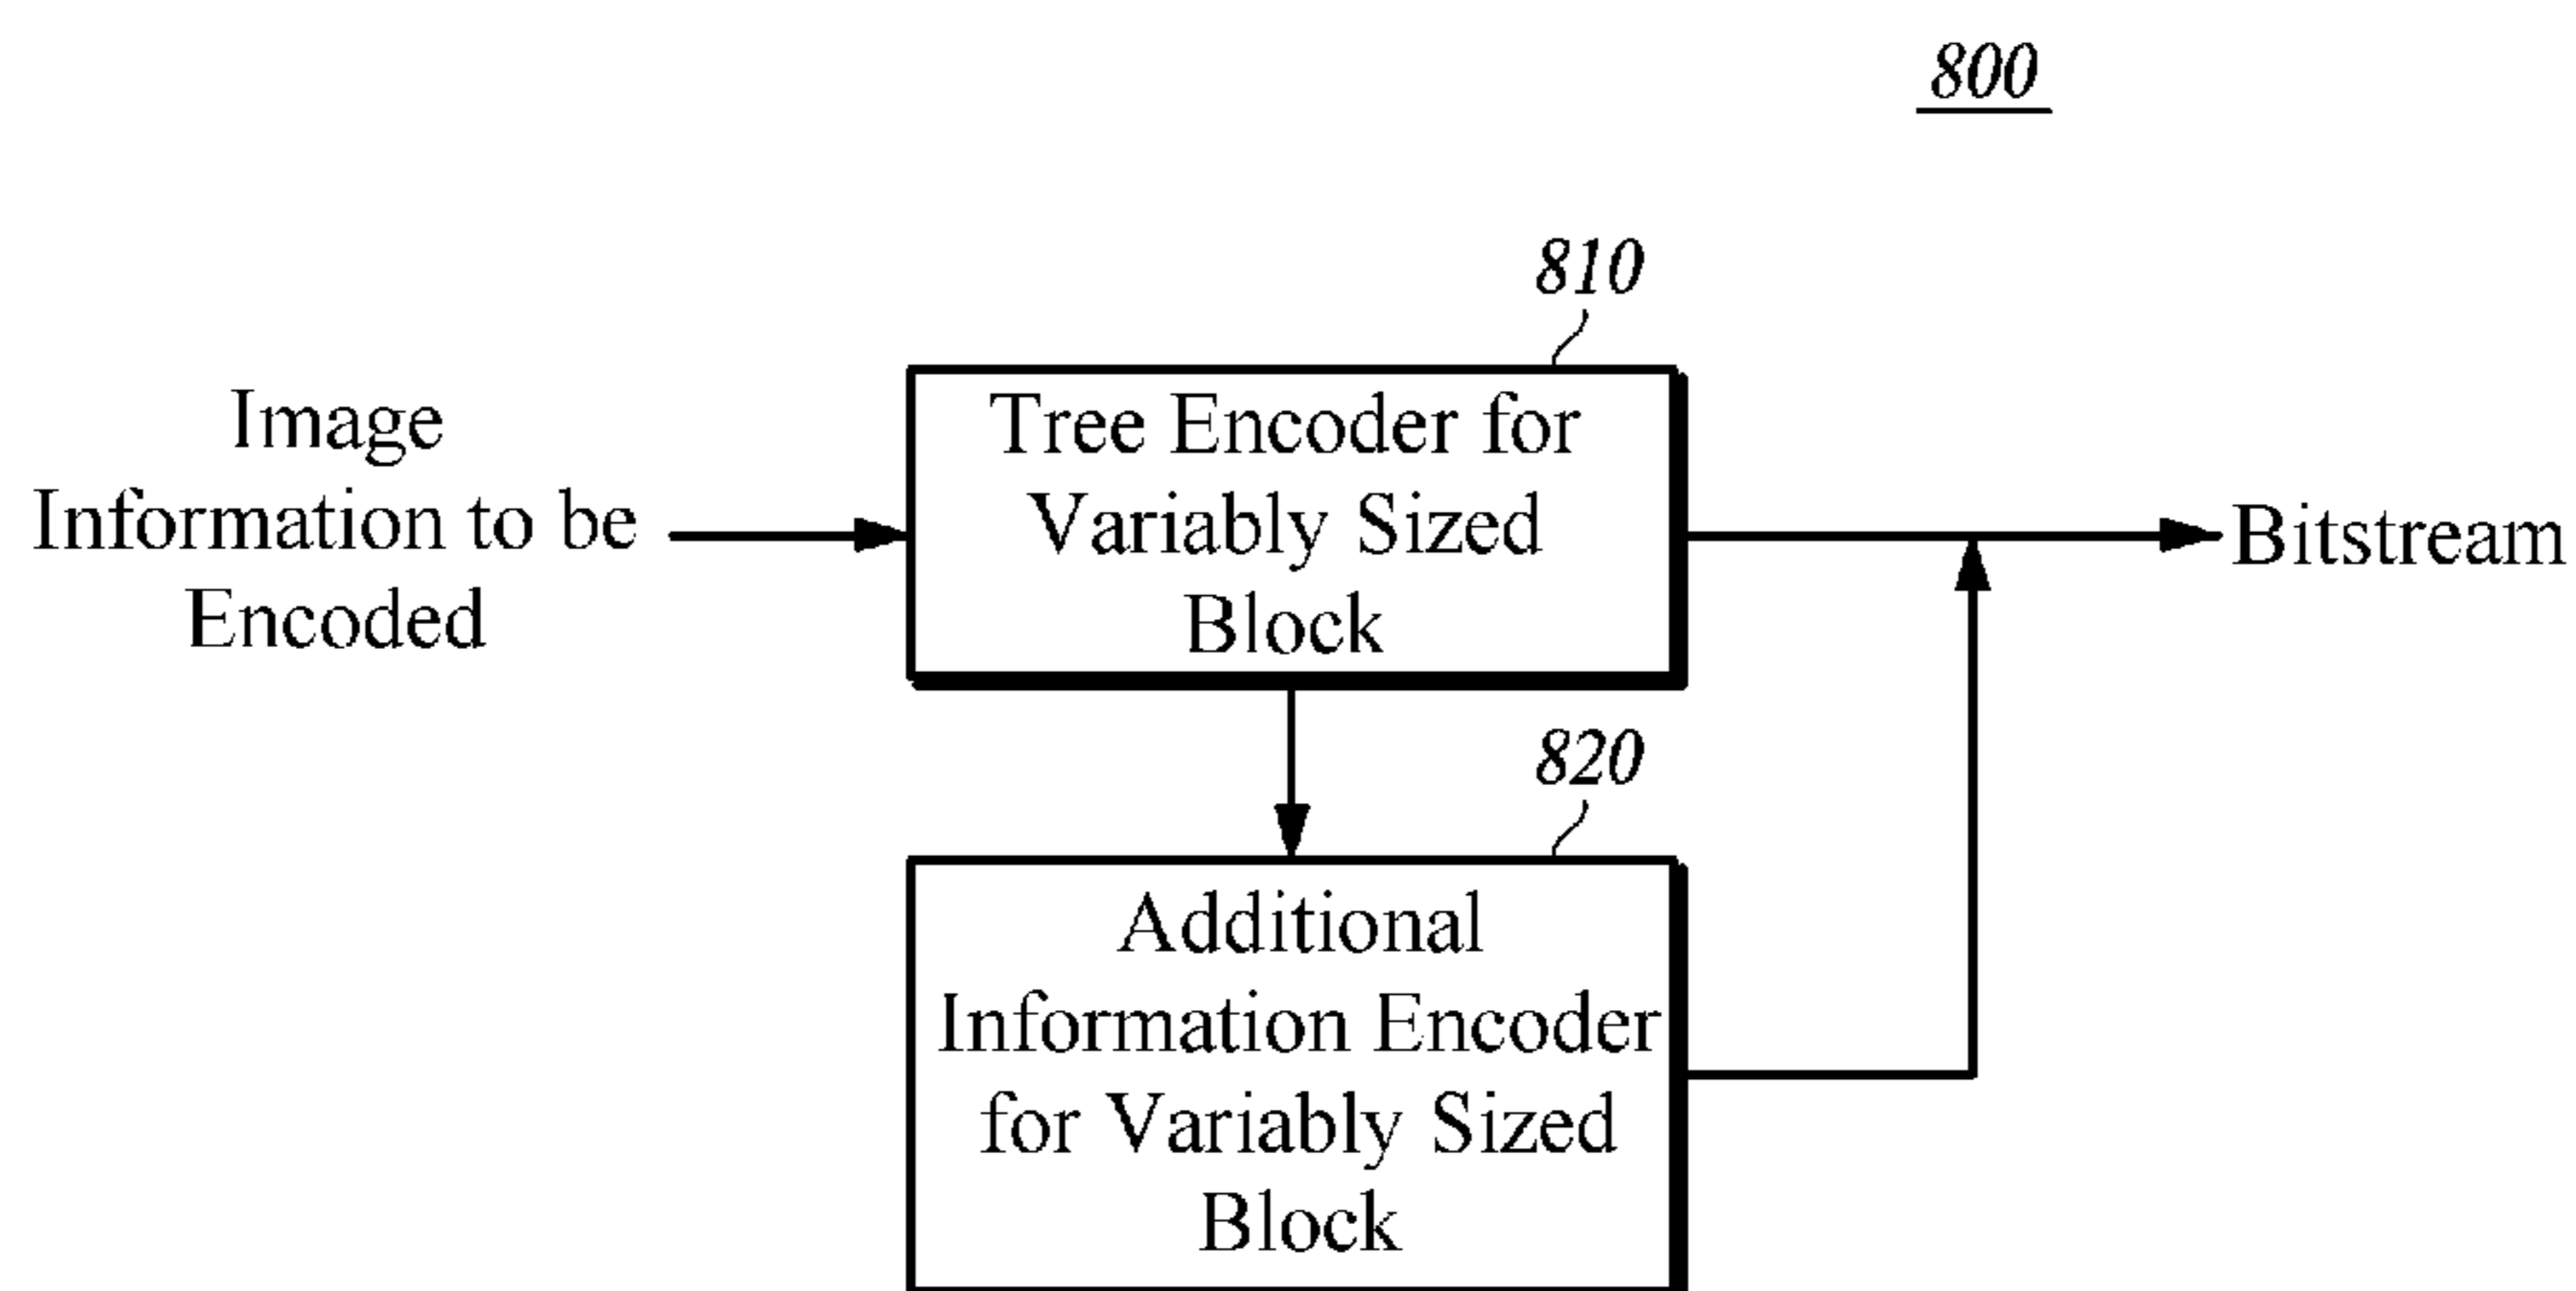 800
810
Image
Information to be
Encoded
Tree Encoder for
Variably Sized
Block
Bitstream
820
Additional
Information Encoder
for Variably Sized
Block